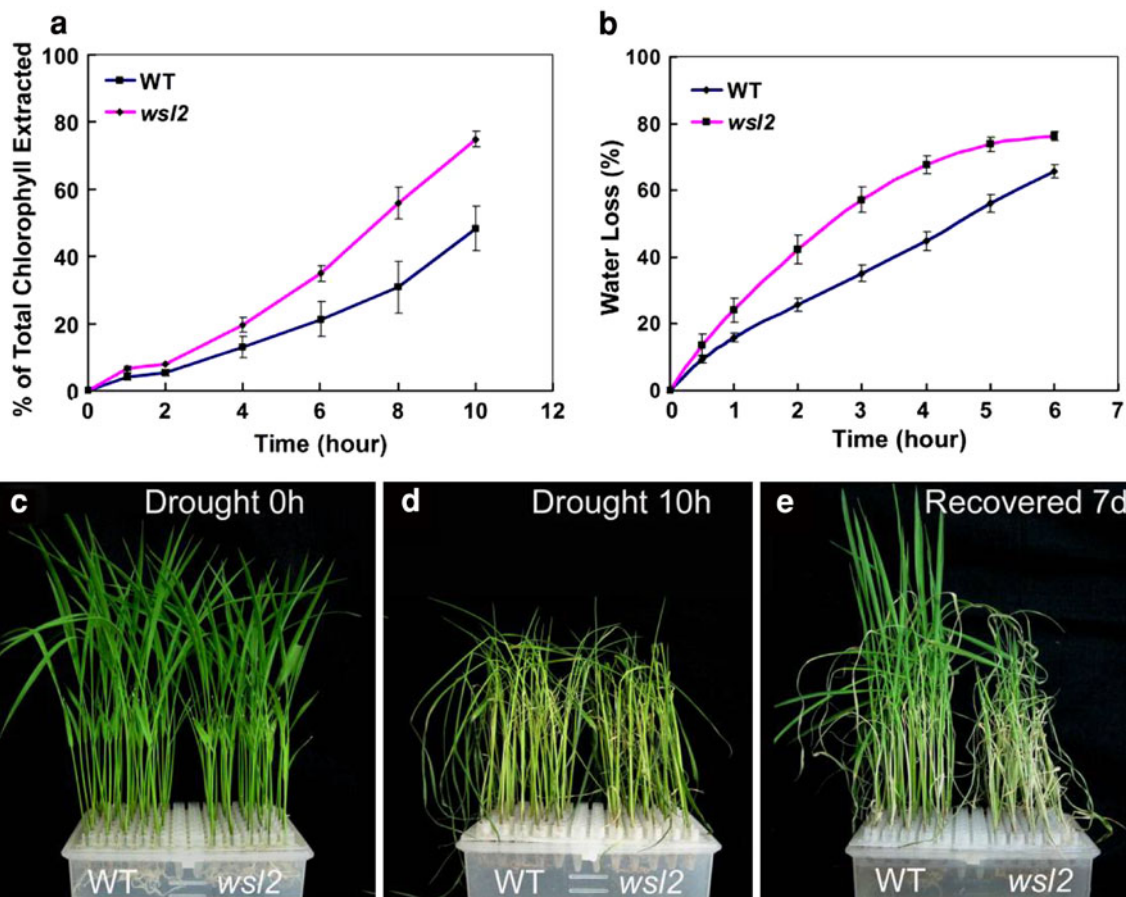 a
100
80
60
40
20
0
% of Total Chlorophyll Extracted
WT
wsl2
0 2 4 6 8 10 12
Time (hour)
b
100
80
60
40
20
0
Water Loss (%)
WT
wsl2
0 1 2 3 4 5 6 7
Time (hour)
c Drought 0h
WT wsl2
d Drought 10h
WT wsl2
e Recovered 7d
WT wsl2